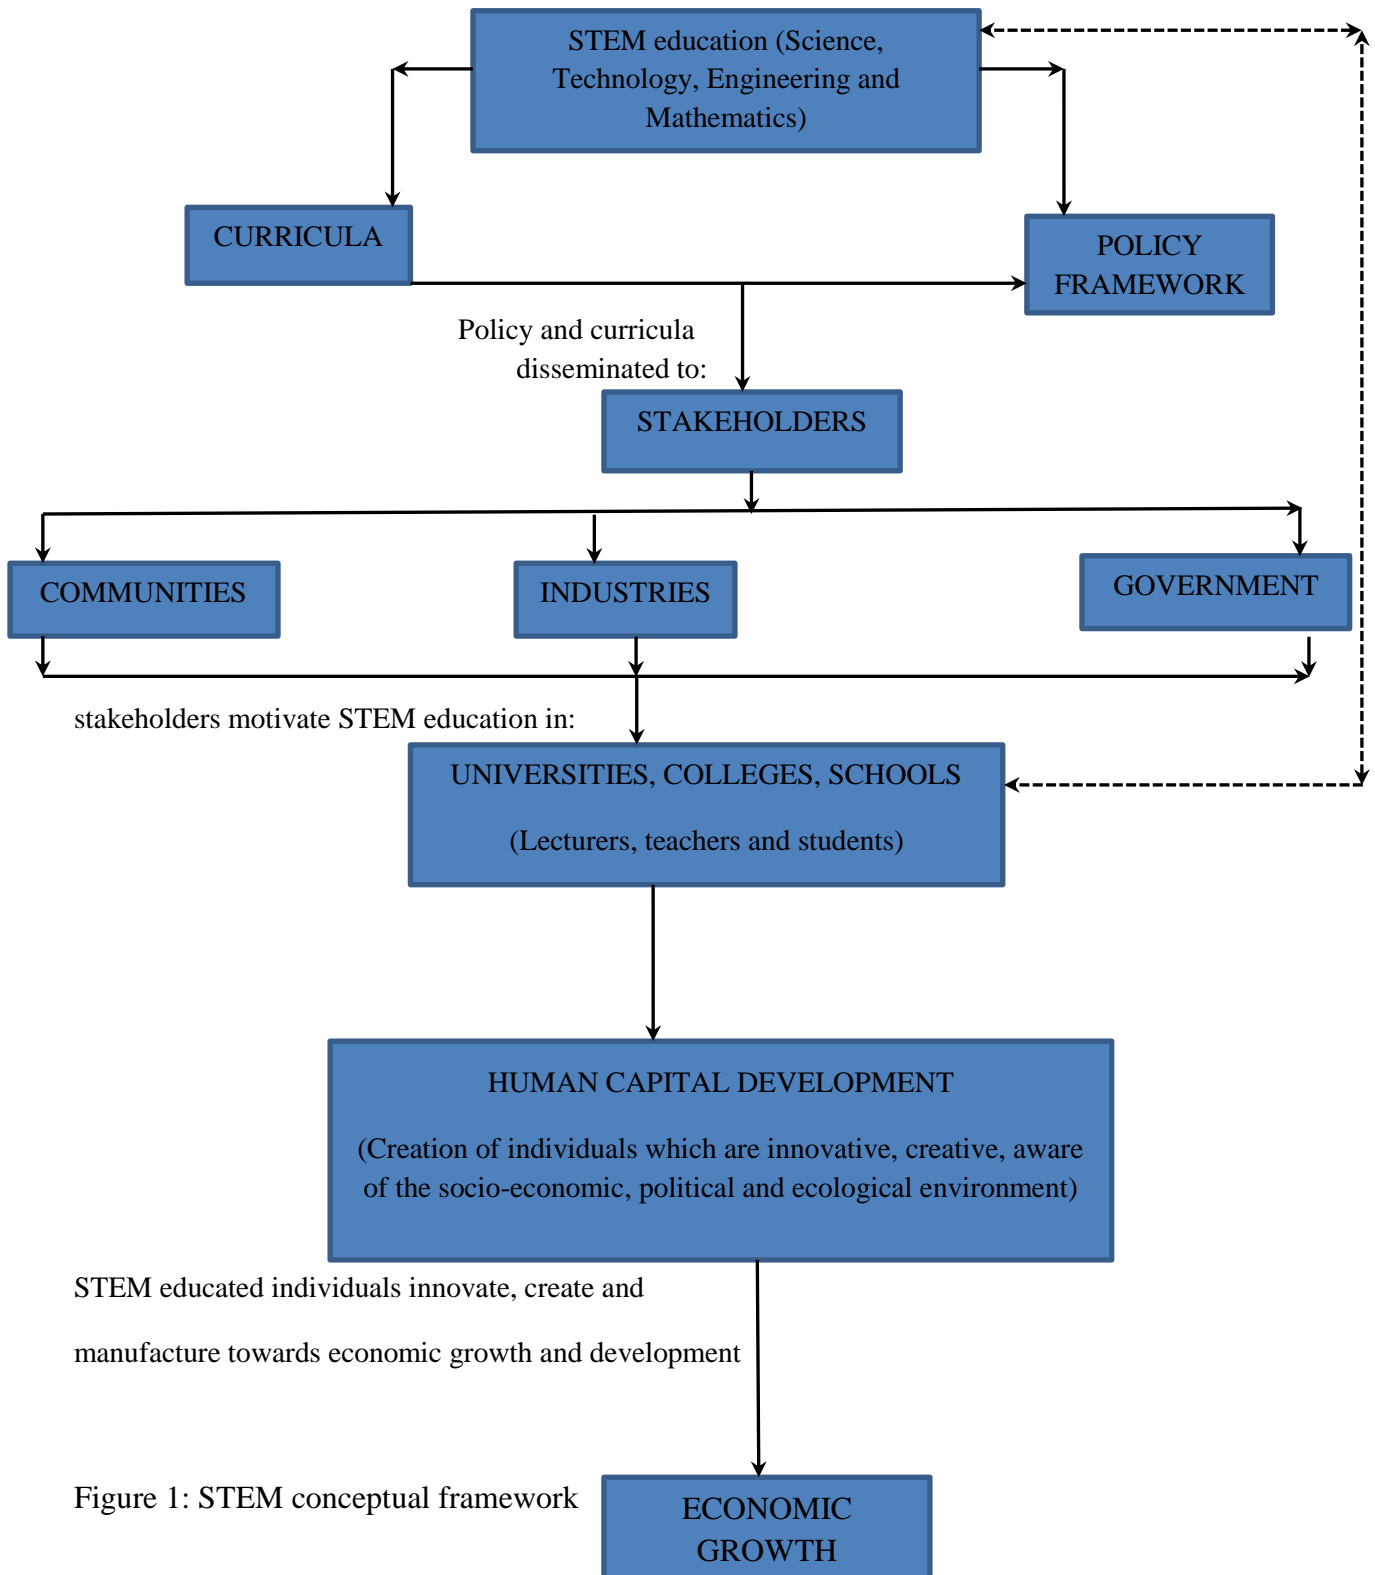 STEM education (Science,
Technology, Engineering and
Mathematics)
CURRICULA
POLICY
FRAMEWORK
Policy and curricula
disseminated to:
STAKEHOLDERS
COMMUNITIES
INDUSTRIES
GOVERNMENT
stakeholders motivate STEM education in:
UNIVERSITIES, COLLEGES, SCHOOLS
(Lecturers, teachers and students)
HUMAN CAPITAL DEVELOPMENT
(Creation of individuals which are innovative, creative, aware
of the socio-economic, political and ecological environment)
STEM educated individuals innovate, create and
manufacture towards economic growth and development
Figure 1: STEM conceptual framework
ECONOMIC
GROWTH